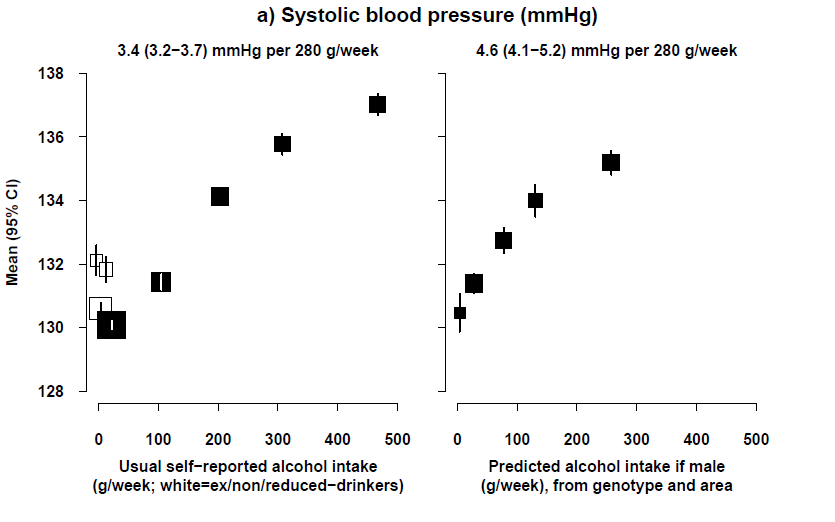 a) Systolic blood pressure (mmHg)
3.4 (3.2−3.7) mmHg per 280 g/week
4.6 (4.1−5.2) mmHg per 280 g/week
Mean (95% CI)
138
136
134
132
130
128
0 100 200 300 400 500
0 100 200 300 400 500
Usual self−reported alcohol intake
(g/week; white=ex/non/reduced−drinkers)
Predicted alcohol intake if male
(g/week), from genotype and area